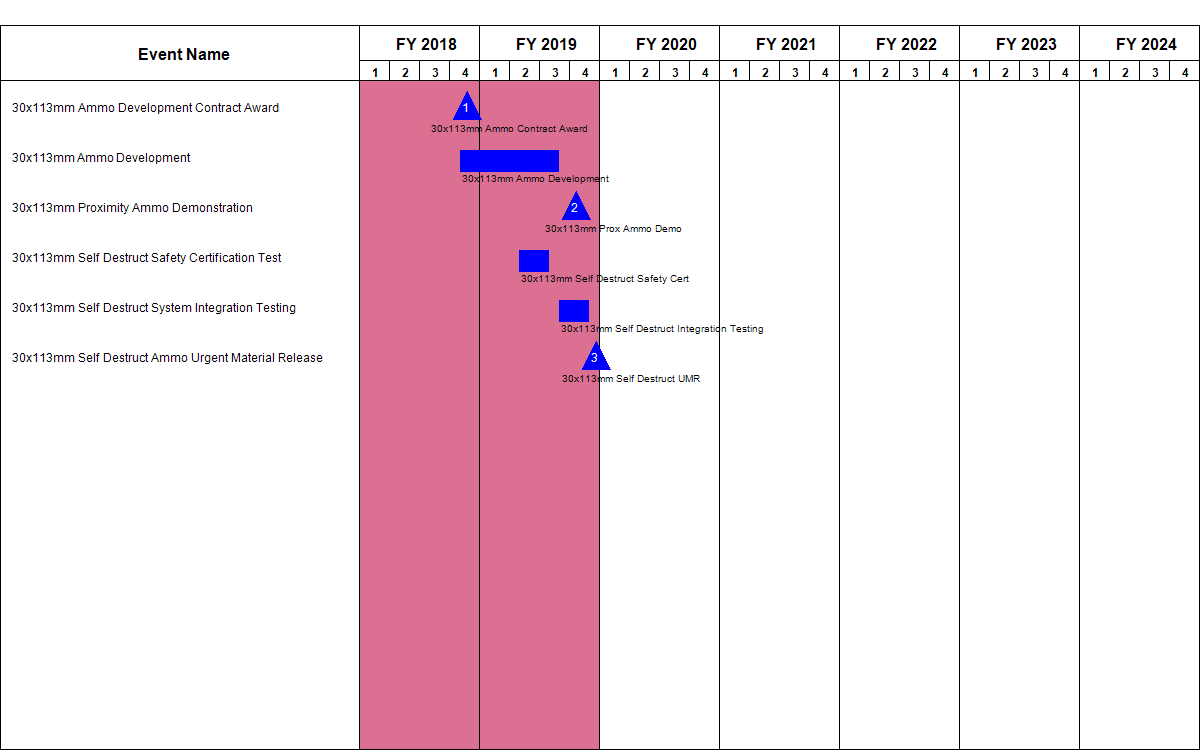 Event Name
FY 2018 FY 2019 FY 2020 FY 2021 FY 2022 FY 2023 FY 2024
1 2 3 4 1 2 3 4 1 2 3 4 1 2 3 4 1 2 3 4 1 2 3 4 1 2 3 4
30x113mm Ammo Development Contract Award
1
30x113mm Ammo Contract Award
30x113mm Ammo Development
30x113mm Ammo Development
30x113mm Proximity Ammo Demonstration
2
30x113mm Prox Ammo Demo
30x113mm Self Destruct Safety Certification Test
30x113mm Self Destruct Safety Cert
30x113mm Self Destruct System Integration Testing
30x113mm Self Destruct Integration Testing
30x113mm Self Destruct Ammo Urgent Material Release
3
30x113mm Self Destruct UMR